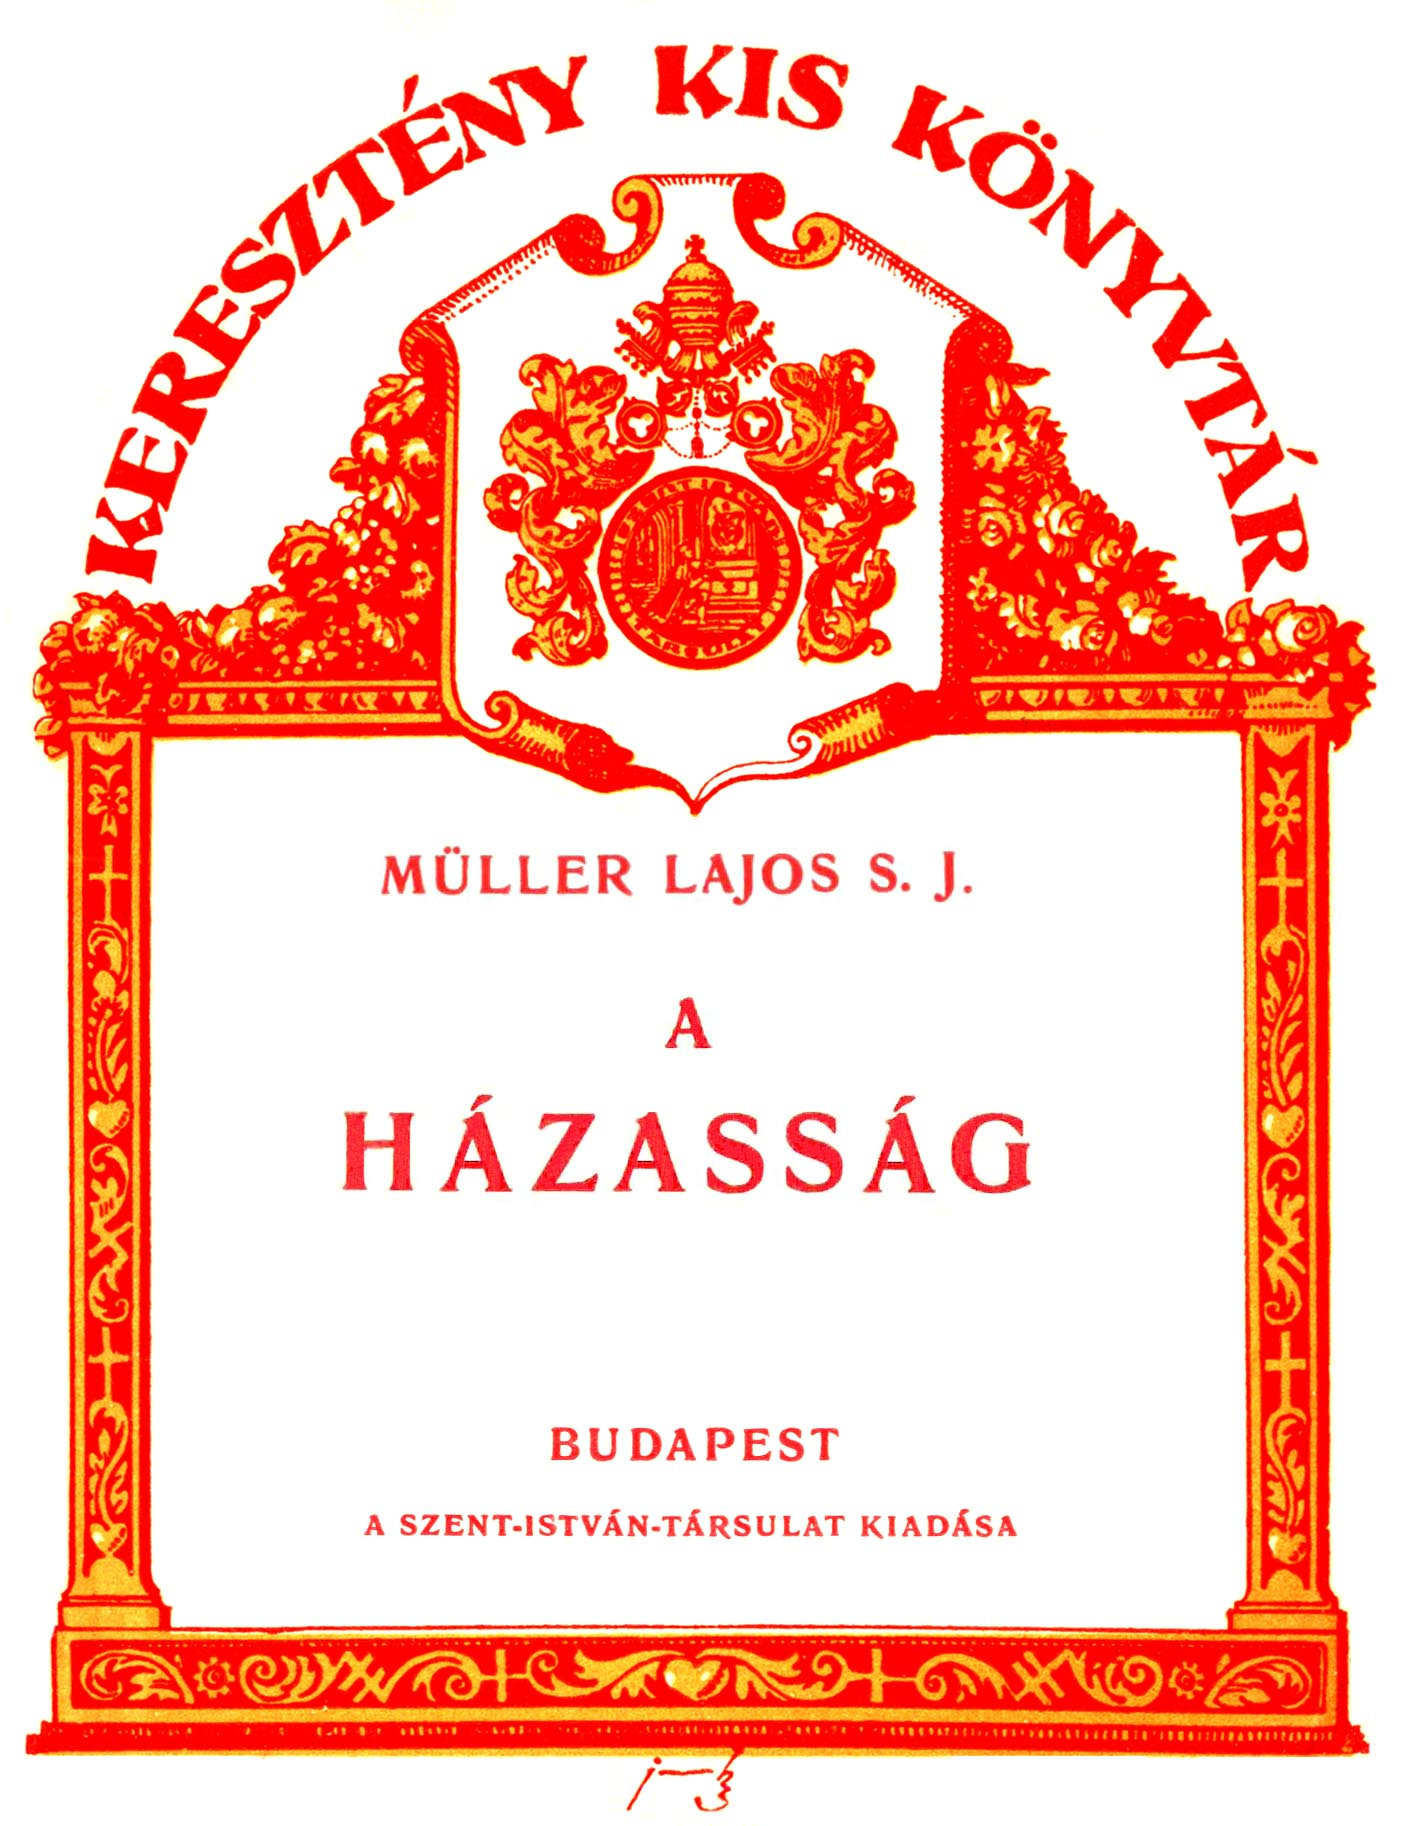 KERESZTÉNY KIS KÖNYVTÁR
MÜLLER LAJOS S. J.
A
HÁZASSÁG
BUDAPEST
A SZENT-ISTVÁN-TÁRSULAT KIADÁSA